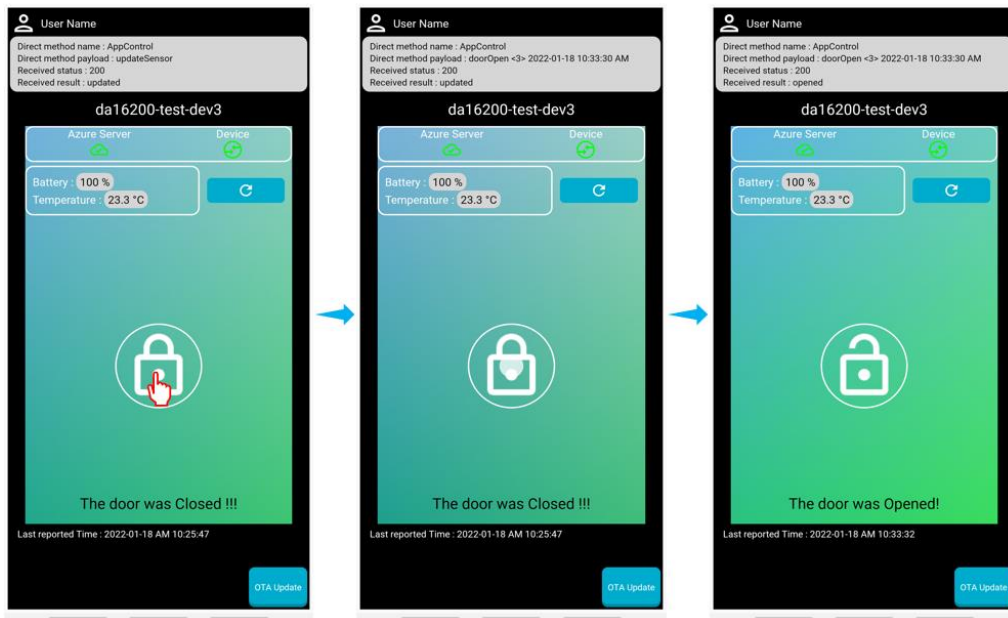 User Name
Direct method name : AppControl
Direct method payload : updateSensor
Received status : 200
Received result : updated
da16200-test-dev3
Azure Server
Device
Battery : 100 %
Temperature : 23.3 °C
The door was Closed !!!
Last reported Time : 2022-01-18 AM 10:25:47
OTA Update
User Name
Direct method name : AppControl
Direct method payload : doorOpen <3> 2022-01-18 10:33:30 AM
Received status : 200
Received result : updated
da16200-test-dev3
Azure Server
Device
Battery : 100 %
Temperature : 23.3 °C
The door was Closed !!!
Last reported Time : 2022-01-18 AM 10:25:47
OTA Update
User Name
Direct method name : AppControl
Direct method payload : doorOpen <3> 2022-01-18 10:33:30 AM
Received status : 200
Received result : opened
da16200-test-dev3
Azure Server
Device
Battery : 100 %
Temperature : 23.3 °C
The door was Opened!
Last reported Time : 2022-01-18 AM 10:33:32
OTA Update